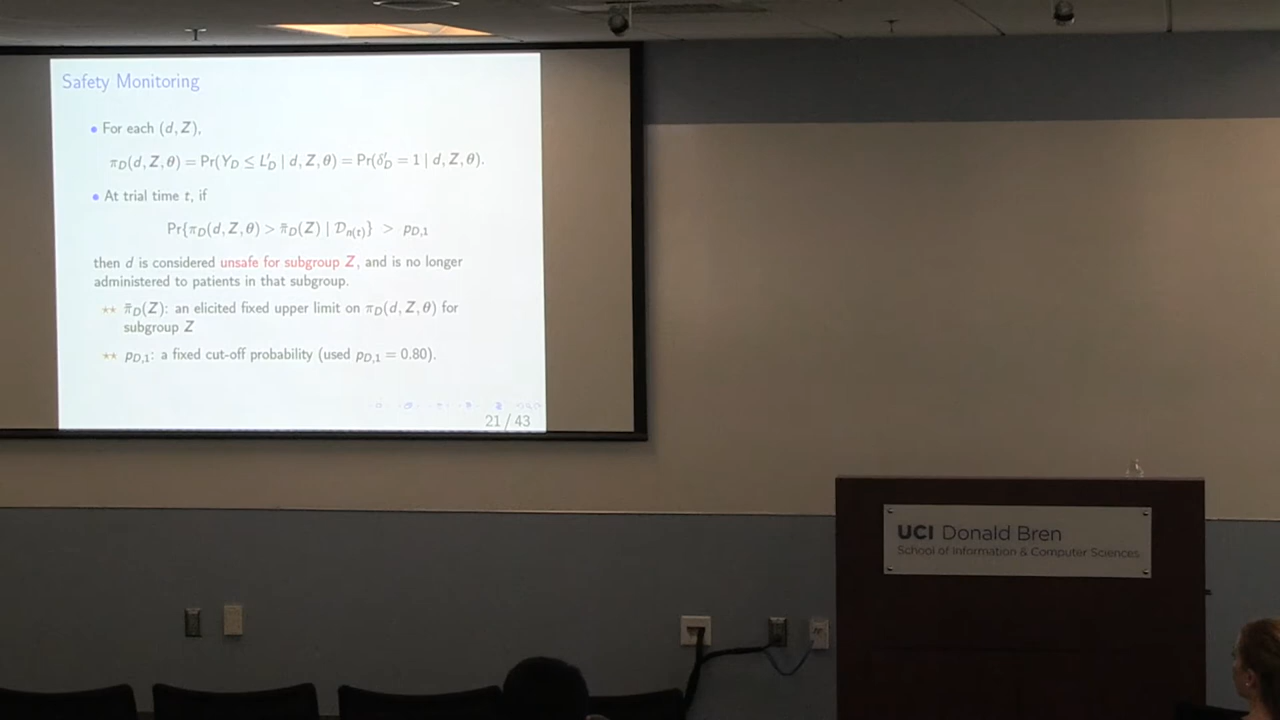 Safety Monitoring
• For each (d, Z),
π_D(d, Z, θ) = Pr(Y_D ≤ L′_D | d, Z, θ) = Pr(δ′_D = 1 | d, Z, θ).
• At trial time t, if
Pr{π_D(d, Z, θ) > π̄_D(Z) | 𝒟_n(t)} > p_D,1
then d is considered unsafe for subgroup Z, and is no longer
administered to patients in that subgroup.
⋆⋆ π̄_D(Z): an elicited fixed upper limit on π_D(d, Z, θ) for
subgroup Z
⋆⋆ p_D,1: a fixed cut-off probability (used p_D,1 = 0.80).
21 / 43
UCI Donald Bren
School of Information & Computer Sciences